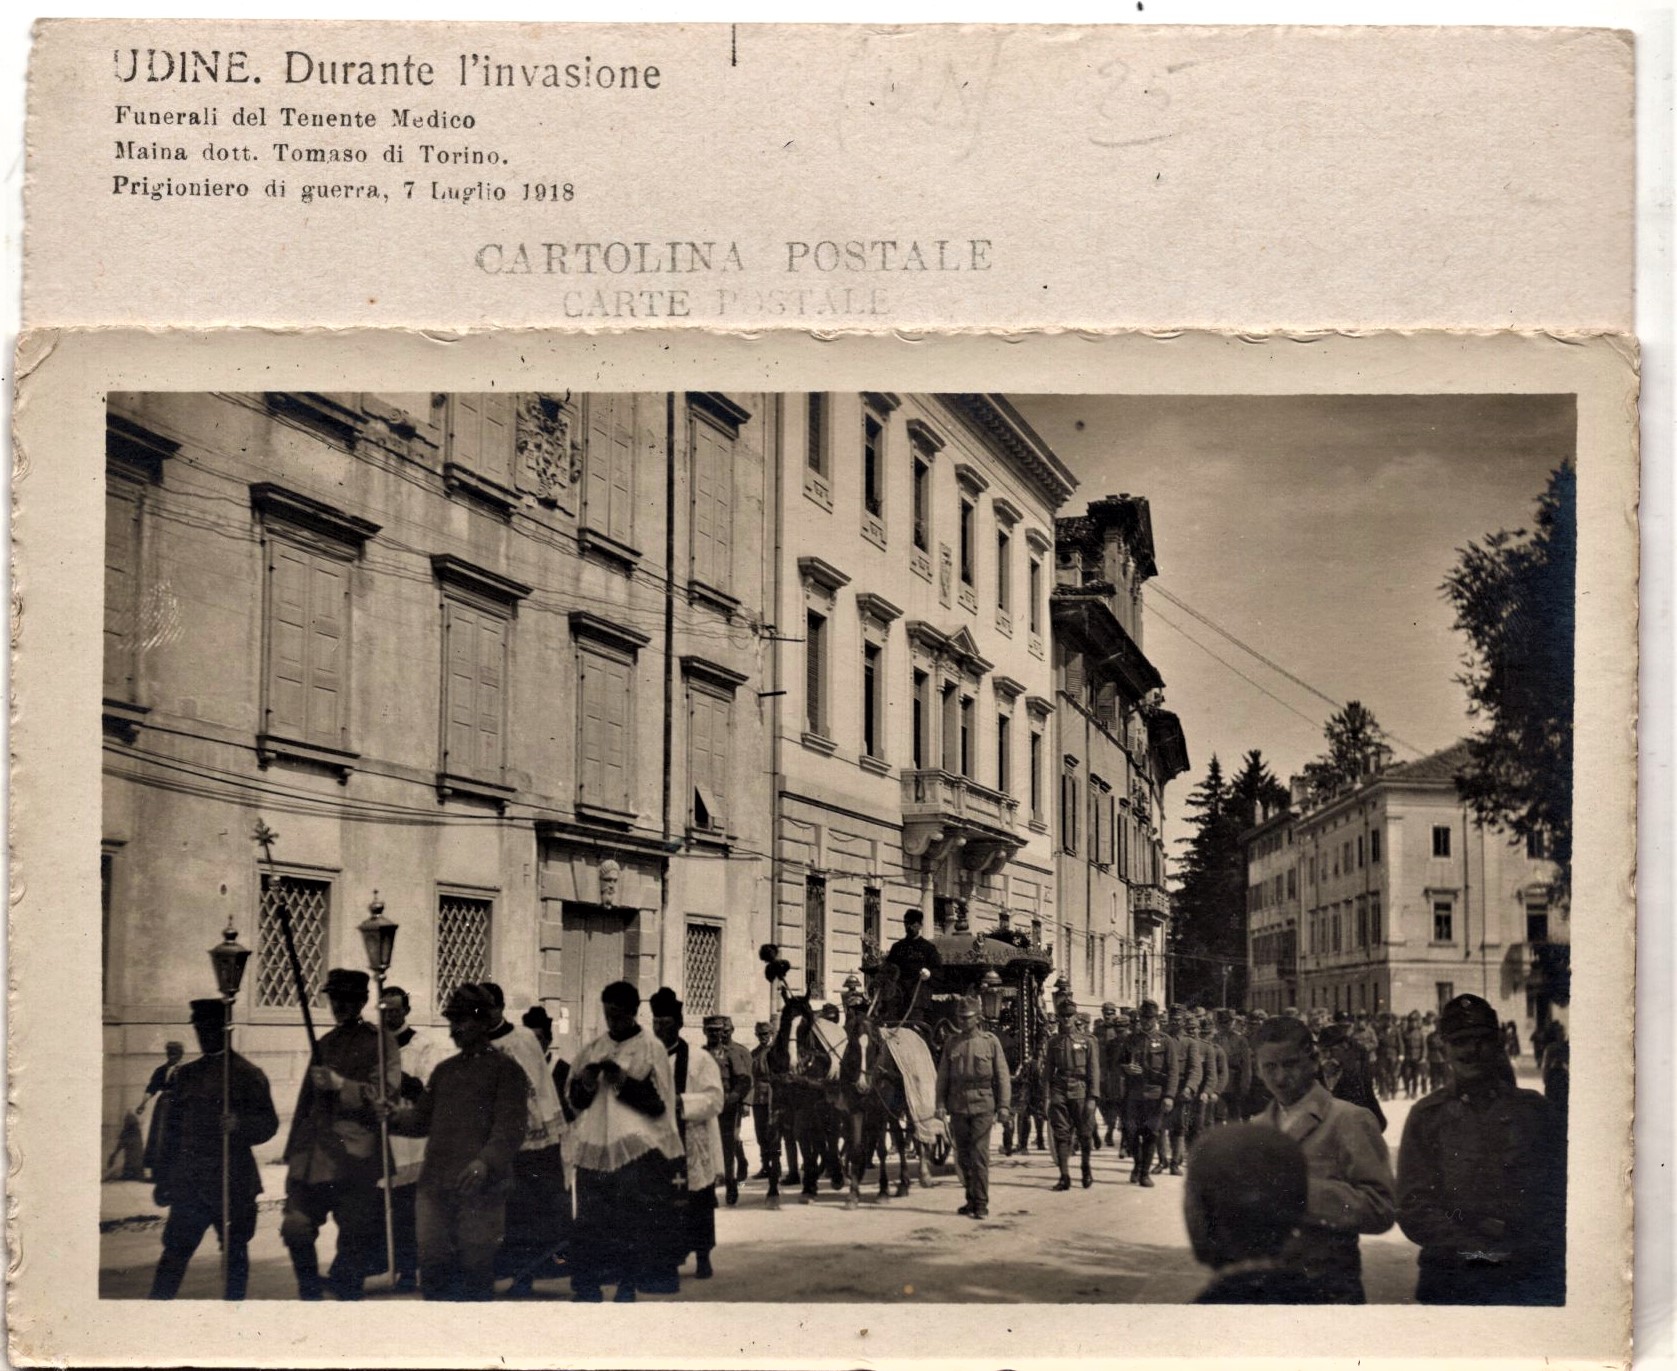 UDINE. Durante l'invasione
Funerali del Tenente Medico
Maina dott. Tomaso di Torino.
Prigioniero di guerra, 7 Luglio 1918
25
CARTOLINA POSTALE
CARTE POSTALE